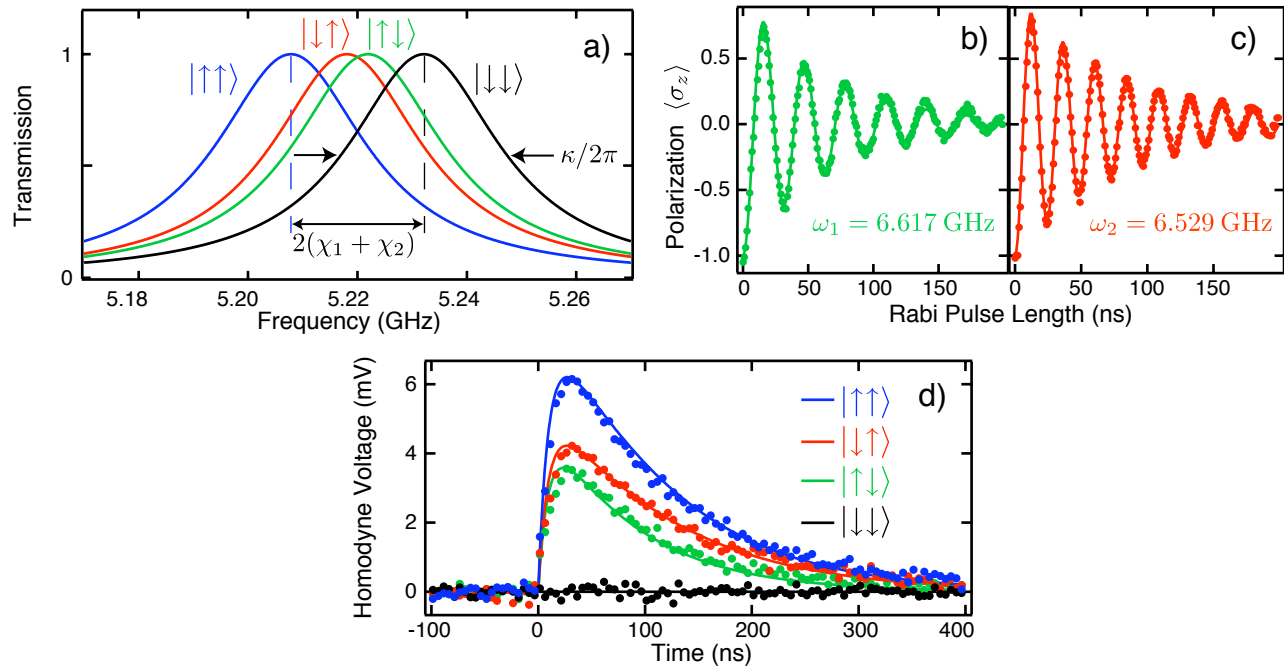 a)
|↑↑⟩
|↓↑⟩
|↑↓⟩
|↓↓⟩
κ/2π
2(χ₁ + χ₂)
Transmission
1
0
5.18
5.20
5.22
5.24
5.26
Frequency (GHz)
b)
c)
Polarization ⟨σz⟩
0.5
0.0
-0.5
-1.0
ω₁ = 6.617 GHz
ω₂ = 6.529 GHz
0
50
100
150
0
50
100
150
Rabi Pulse Length (ns)
d)
Homodyne Voltage (mV)
6
4
2
0
|↑↑⟩
|↓↑⟩
|↑↓⟩
|↓↓⟩
-100
0
100
200
300
400
Time (ns)